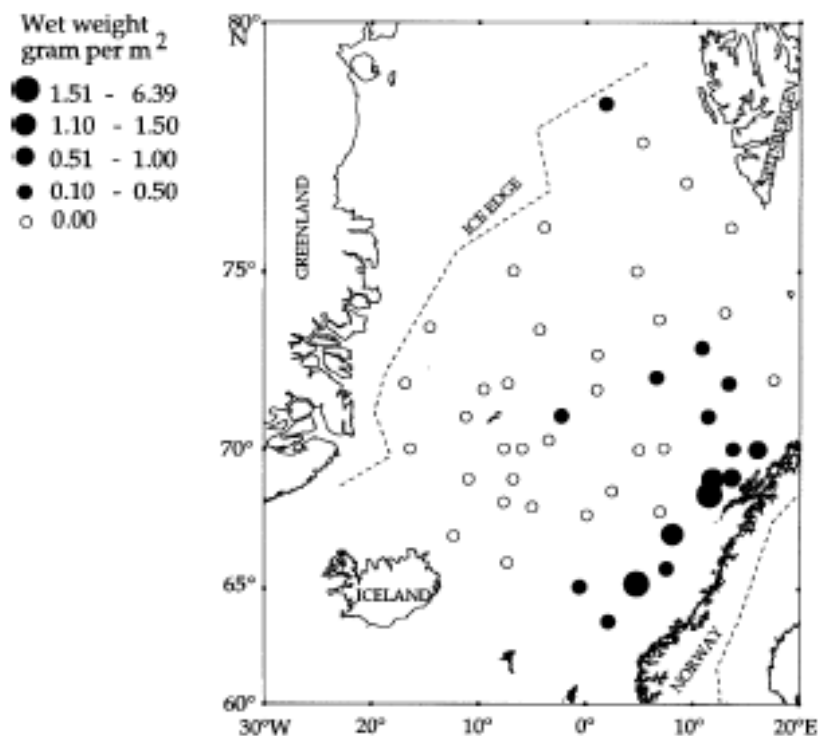 Wet weight
gram per m 2
1.51 - 6.39
1.10 - 1.50
0.51 - 1.00
0.10 - 0.50
0.00
80°
N
GREENLAND
ICE EDGE
75°
70°
65°
ICELAND
NORWAY
60°
30°W 20° 10° 0° 10° 20°E